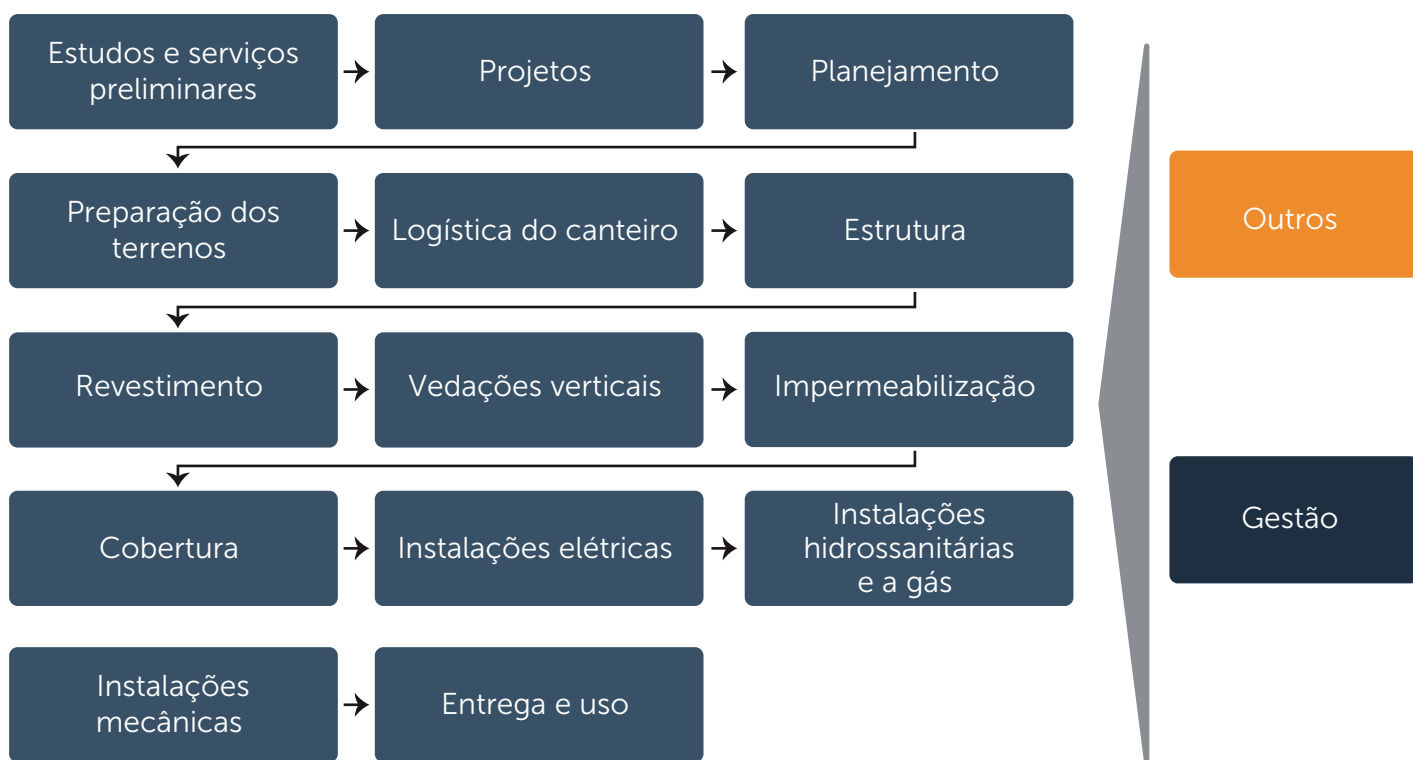 Estudos e serviços
preliminares
Projetos
Planejamento
Preparação dos
terrenos
Logística do canteiro
Estrutura
Revestimento
Vedações verticais
Impermeabilização
Cobertura
Instalações elétricas
Instalações
hidrossanitárias
e a gás
Instalações
mecânicas
Entrega e uso
Outros
Gestão